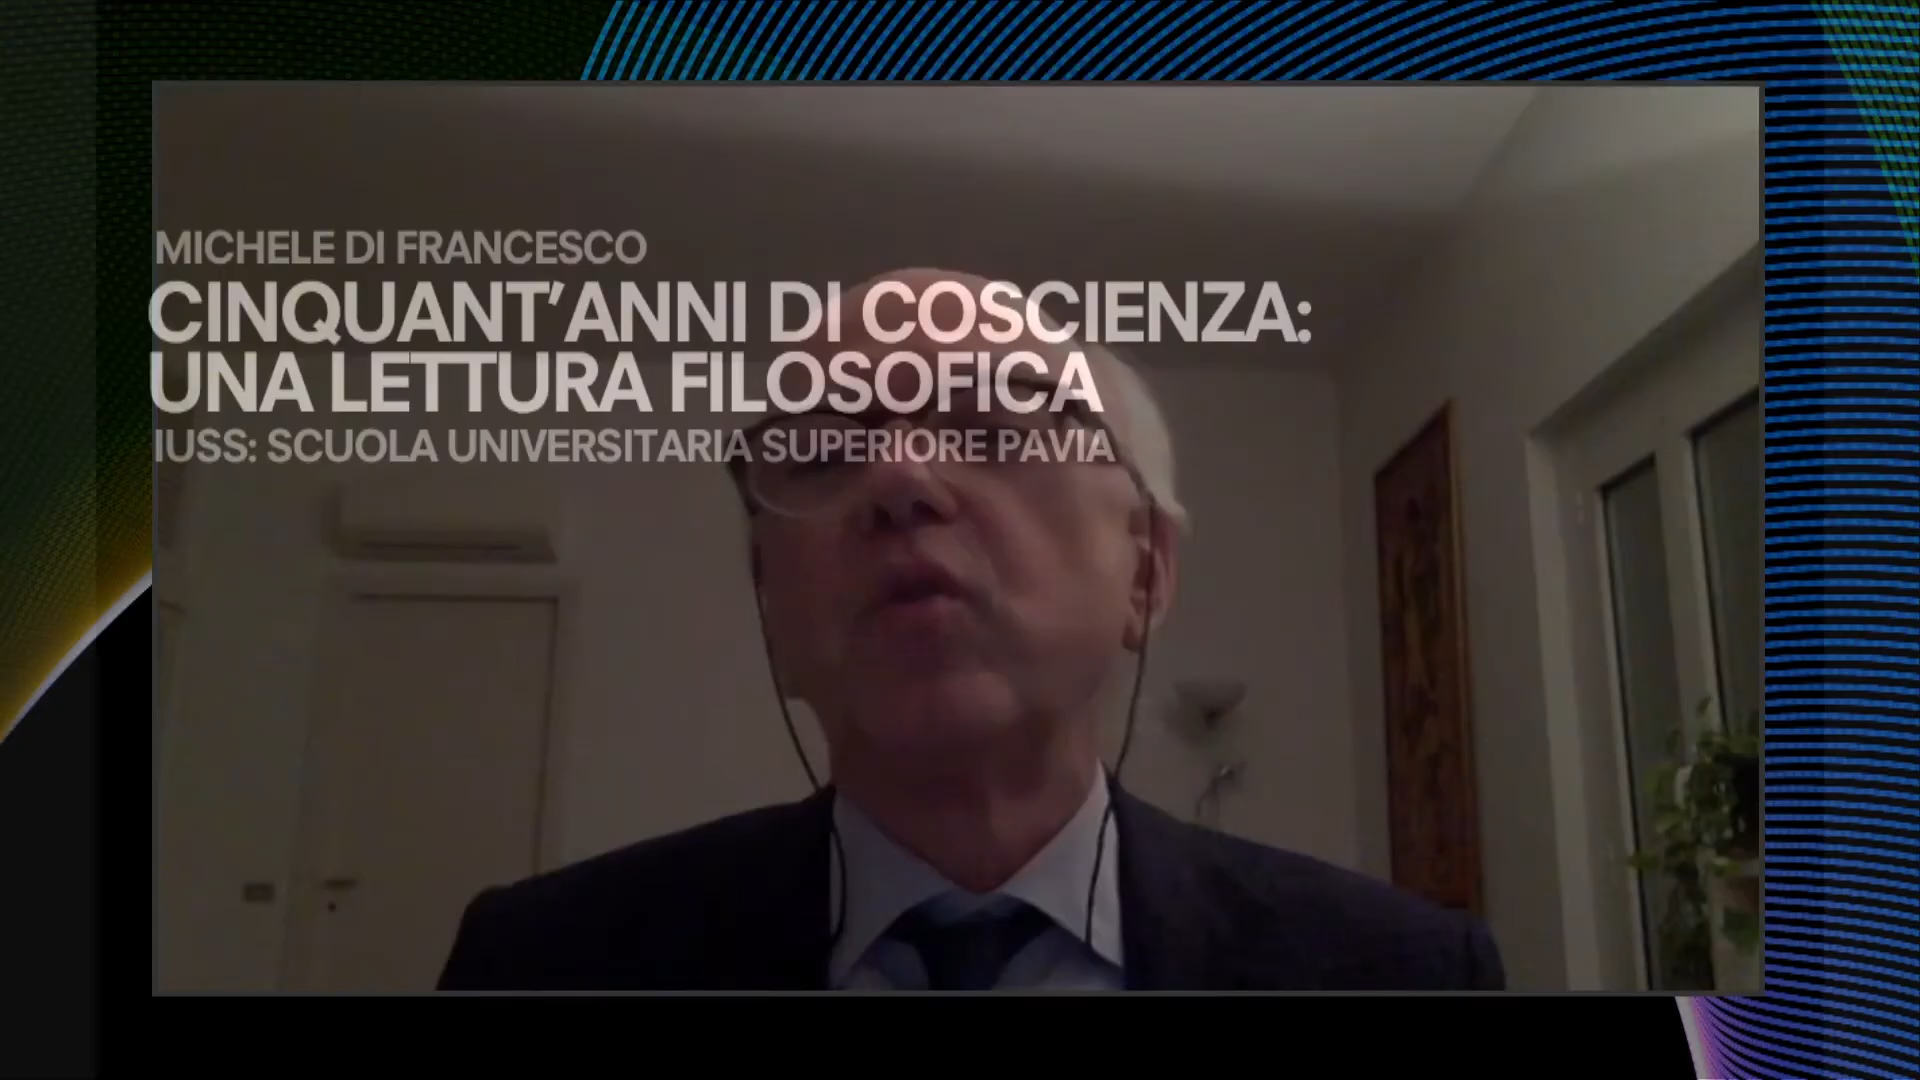 MICHELE DI FRANCESCO
CINQUANT’ANNI DI COSCIENZA:
UNA LETTURA FILOSOFICA
IUSS: SCUOLA UNIVERSITARIA SUPERIORE PAVIA